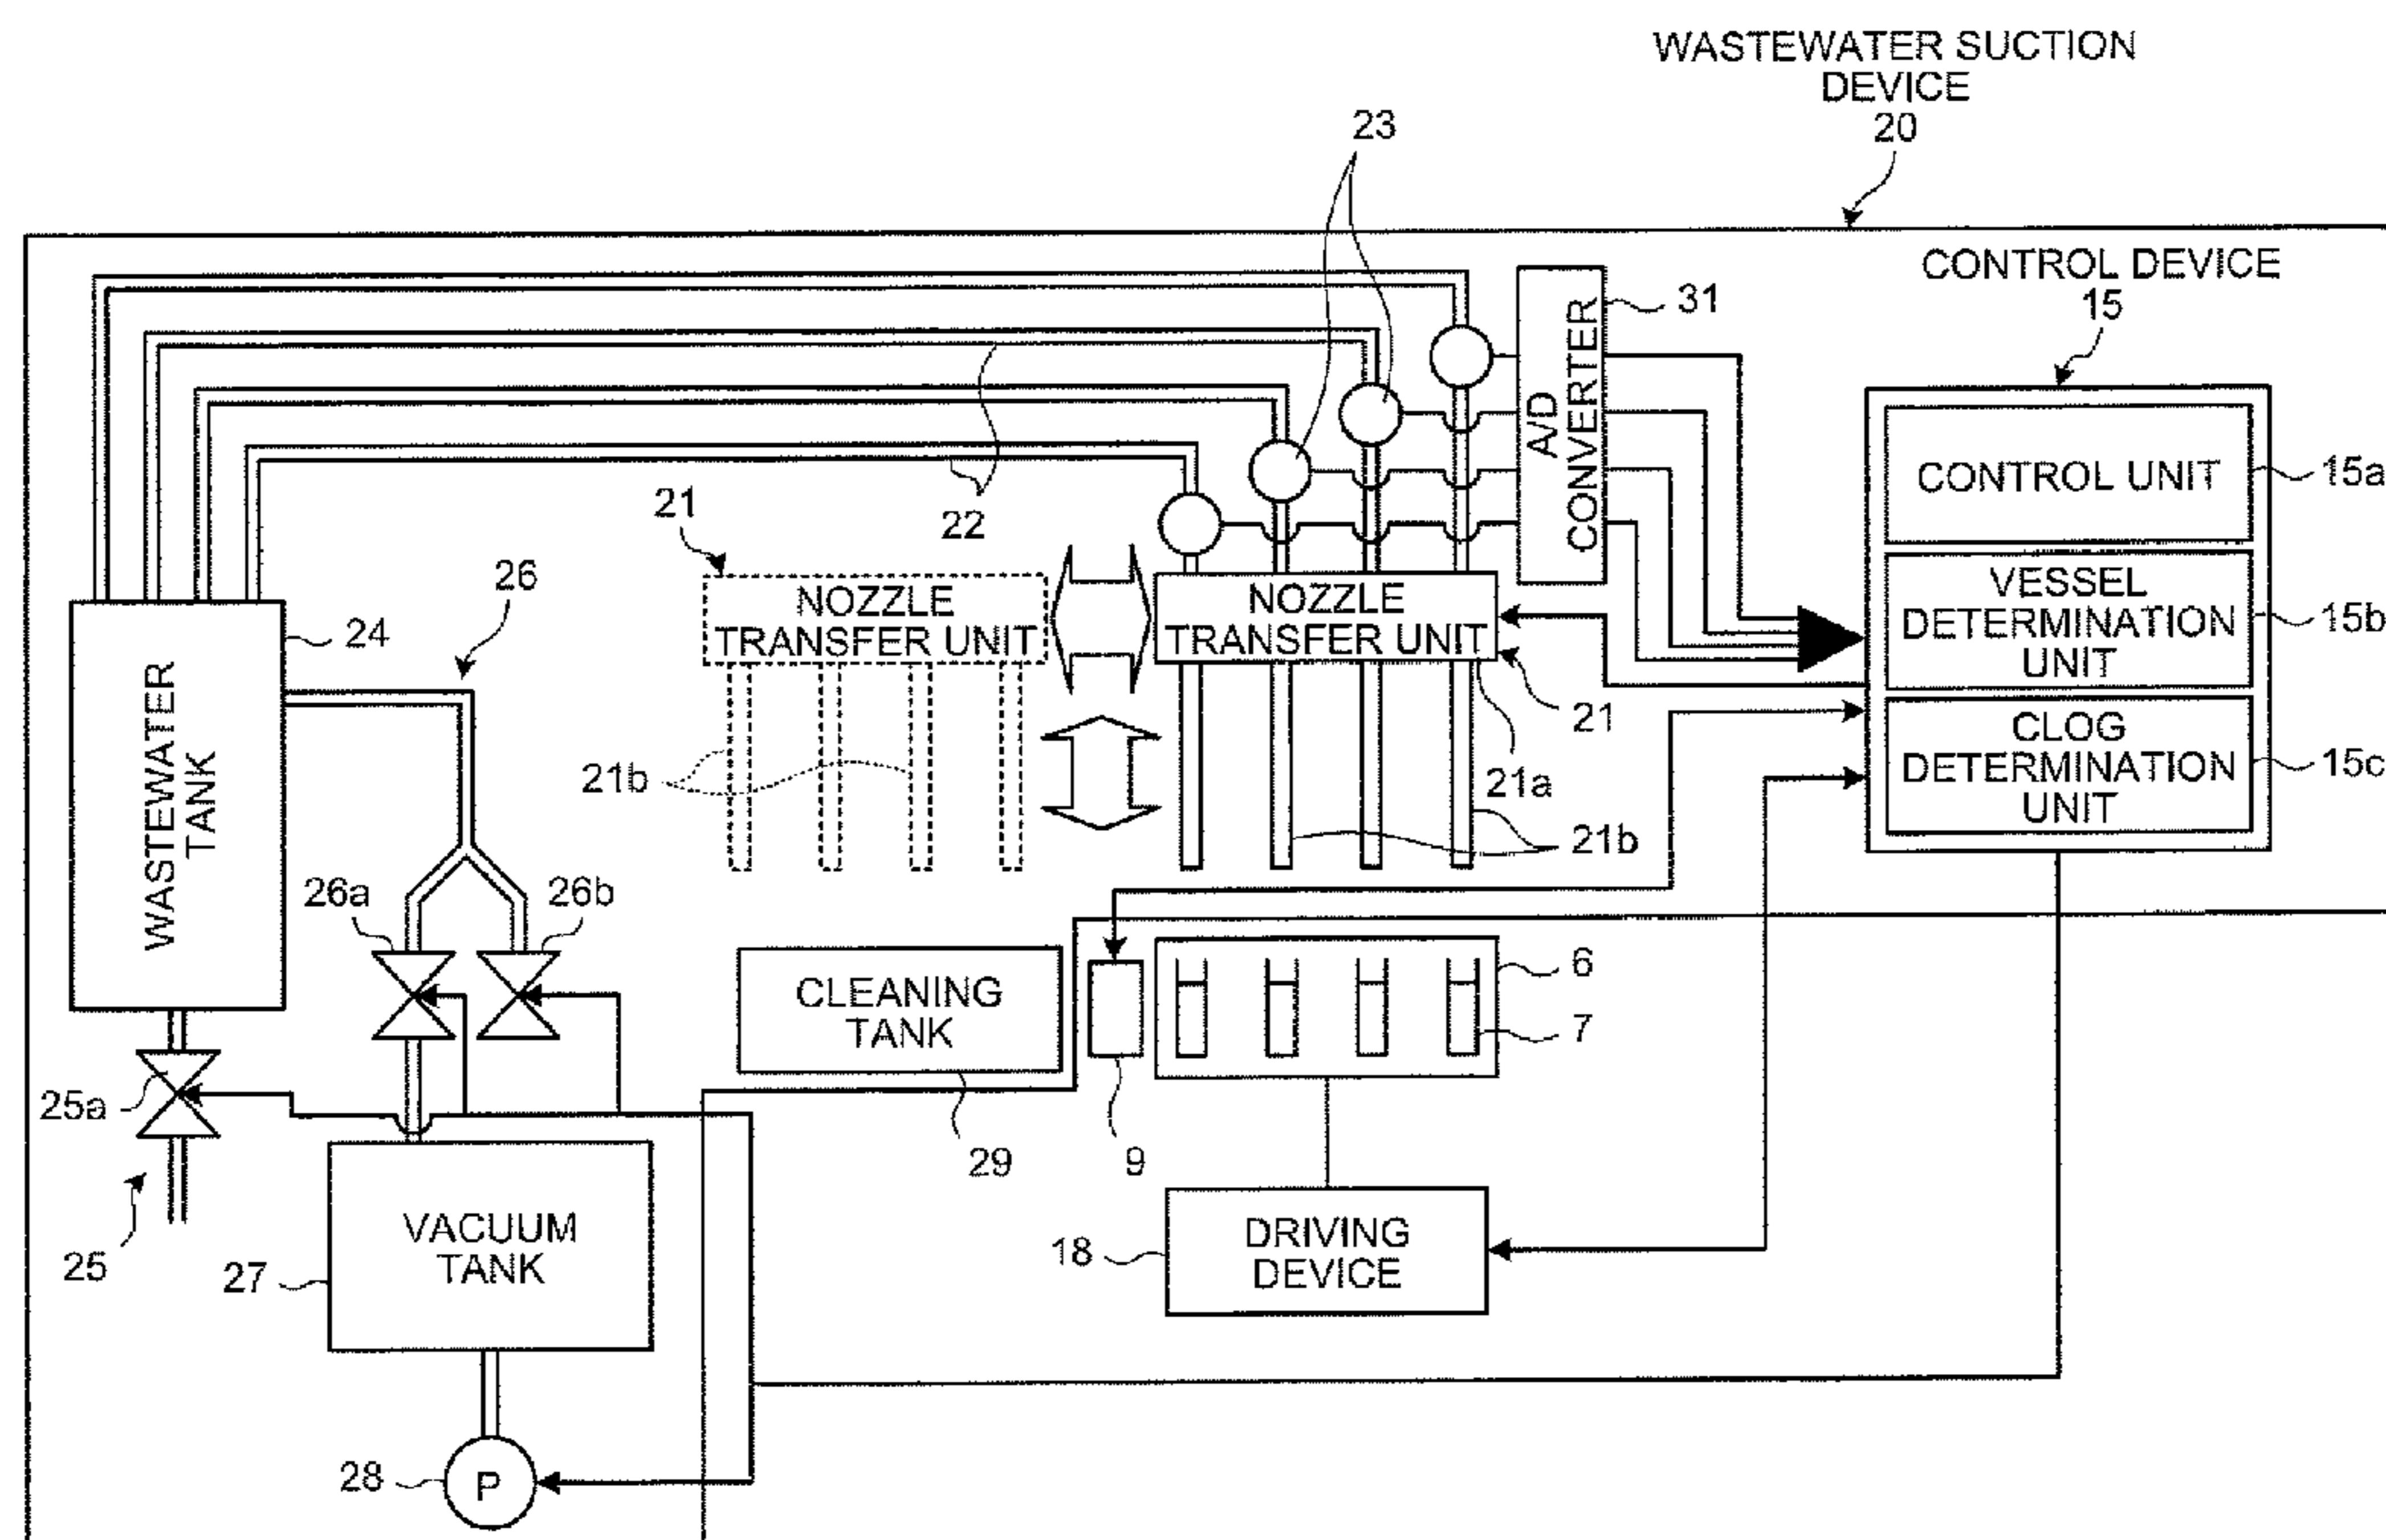 WASTEWATER SUCTION
DEVICE
20
23
CONTROL DEVICE
15
31
A/D
CONVERTER
CONTROL UNIT
15a
22
21
26
24
NOZZLE
TRANSFER UNIT
NOZZLE
TRANSFER UNIT
VESSEL
DETERMINATION
UNIT
15b
WASTEWATER
TANK
21
21b
21a
CLOG
DETERMINATION
UNIT
15c
21b
26a
26b
CLEANING
TANK
6
7
25a
29
9
25
VACUUM
TANK
27
18
DRIVING
DEVICE
28
P